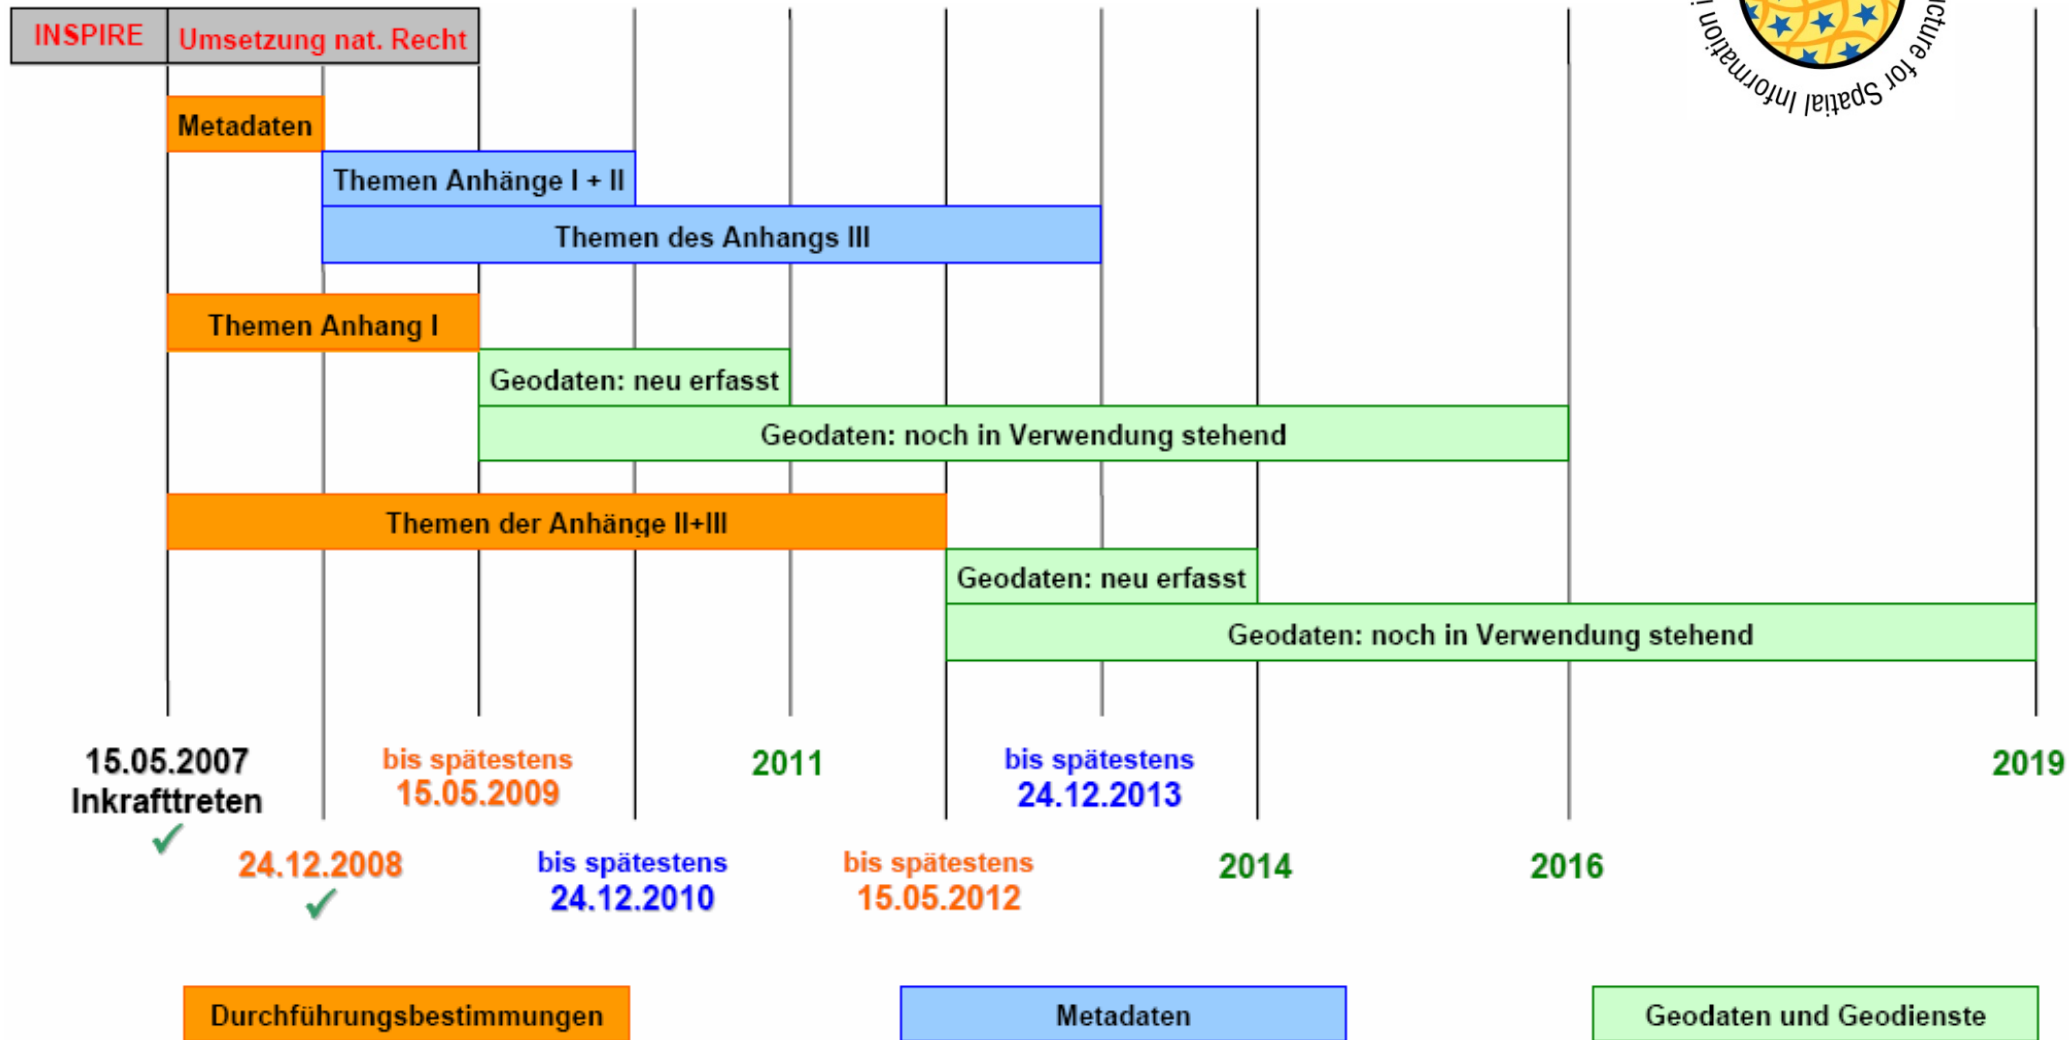 INSPIRE
Umsetzung nat. Recht
Metadaten
Themen Anhänge I + II
Themen des Anhangs III
Themen Anhang I
Geodaten: neu erfasst
Geodaten: noch in Verwendung stehend
Themen der Anhänge II+III
Geodaten: neu erfasst
Geodaten: noch in Verwendung stehend
15.05.2007
Inkrafttreten
24.12.2008
bis spätestens
15.05.2009
bis spätestens
24.12.2010
2011
bis spätestens
15.05.2012
bis spätestens
24.12.2013
2014
2016
2019
Durchführungsbestimmungen
Metadaten
Geodaten und Geodienste
for Spatial Information